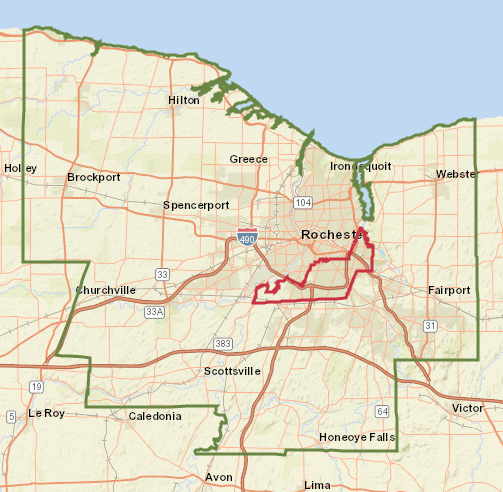 Hilton
Greece
Irondequoit
Holley
Brockport
Webster
Spencerport
104
Rocheste
490
33
Churchville
Fairport
33A
31
383
Scottsville
19
Le Roy
Caledonia
5
64
Victor
Honeoye Falls
Avon
Lima